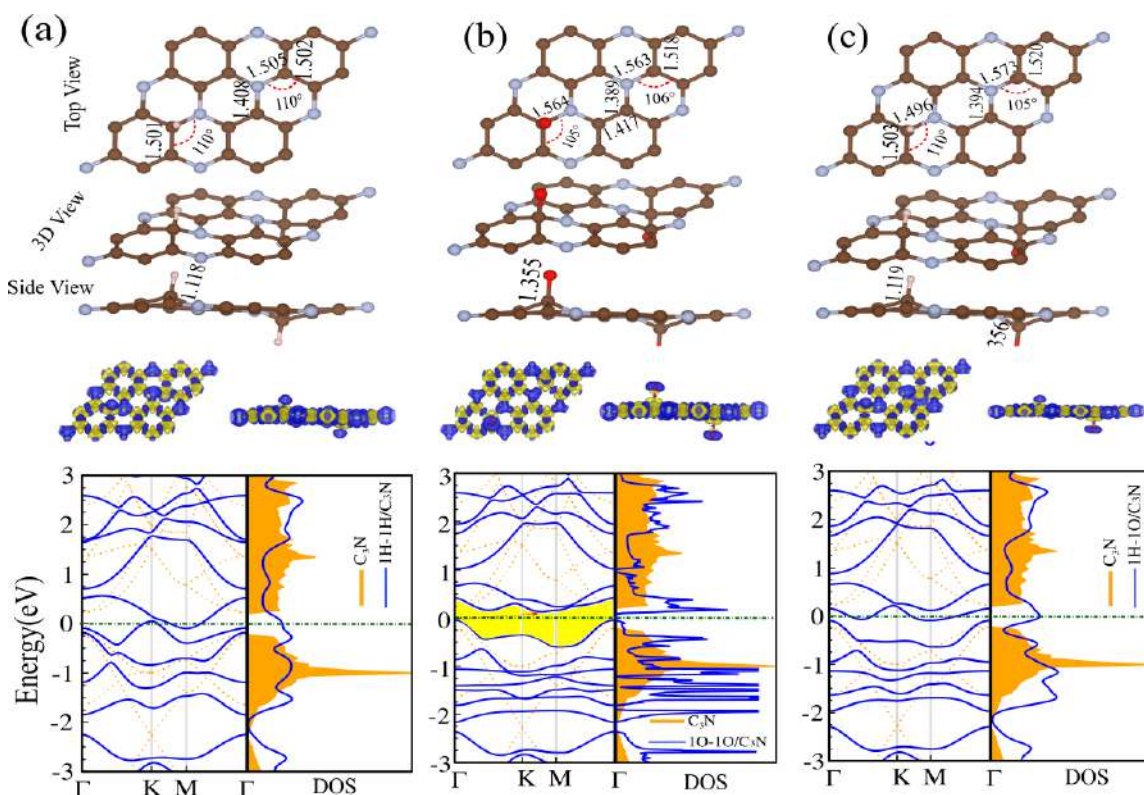 (a)
(b)
(c)
Top View
1.505
1.502
1.408
110°
1.501
110°
1.563
1.518
1.389
106°
1.564
1.417
105°
1.573
1.520
1.394
105°
1.496
1.503
110°
3D View
Side View
1.118
1.355
1.119
356
Energy(eV)
3
2
1
0
-1
-2
-3
C₃N
1H-1H/C₃N
Γ K M Γ DOS
3
2
1
0
-1
-2
-3
C₃N
1O-1O/C₃N
Γ K M Γ DOS
3
2
1
0
-1
-2
-3
C₃N
1H-1O/C₃N
Γ K M Γ DOS